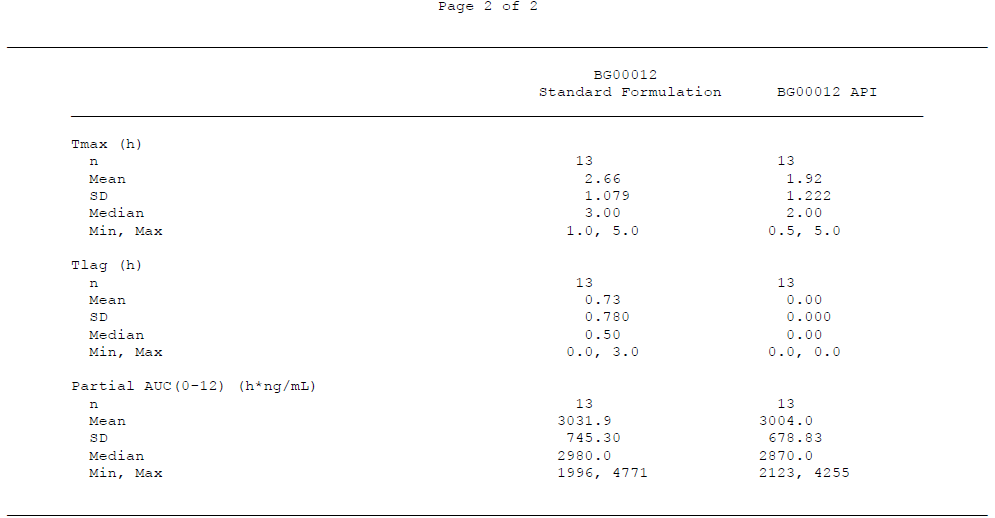 Page 2 of 2
BG00012
Standard Formulation BG00012 API
Tmax (h)
n 13 13
Mean 2.66 1.92
SD 1.079 1.222
Median 3.00 2.00
Min, Max 1.0, 5.0 0.5, 5.0
Tlag (h)
n 13 13
Mean 0.73 0.00
SD 0.780 0.000
Median 0.50 0.00
Min, Max 0.0, 3.0 0.0, 0.0
Partial AUC(0-12) (h*ng/mL)
n 13 13
Mean 3031.9 3004.0
SD 745.30 678.83
Median 2980.0 2870.0
Min, Max 1996, 4771 2123, 4255